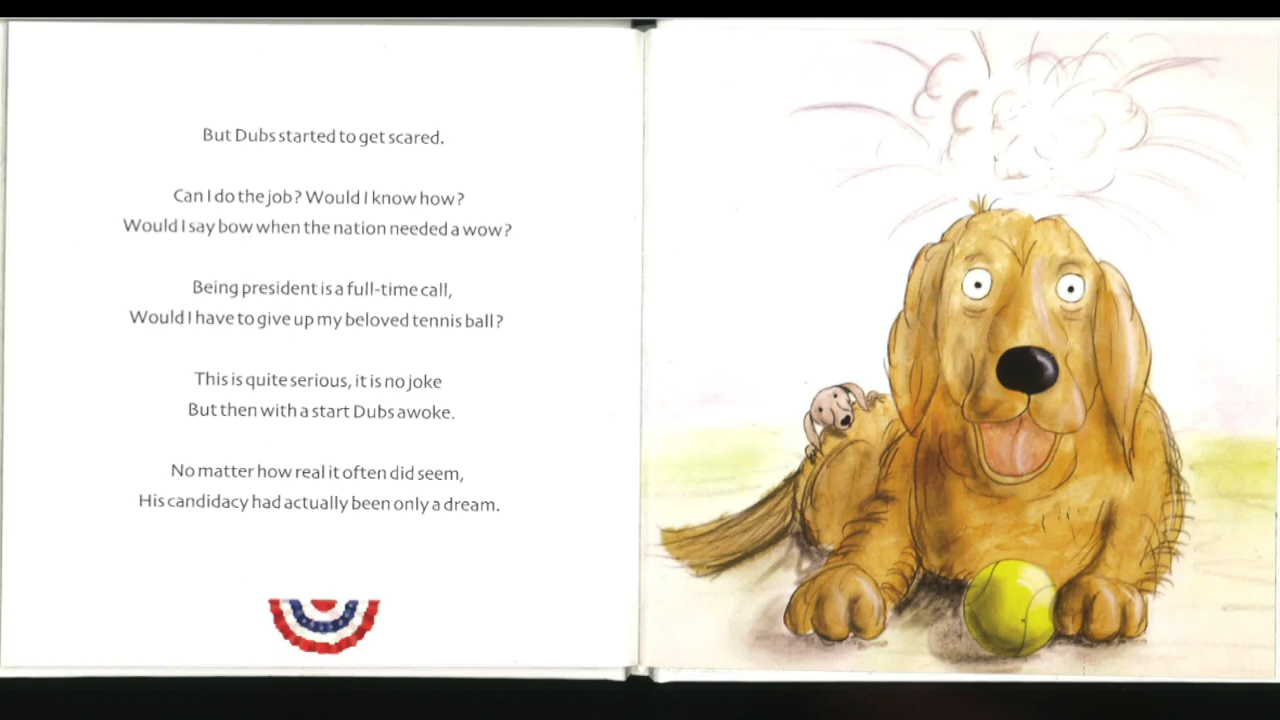 But Dubs started to get scared.
Can I do the job? Would I know how?
Would I say bow when the nation needed a wow?
Being president is a full-time call,
Would I have to give up my beloved tennis ball?
This is quite serious, it is no joke
But then with a start Dubs awoke.
No matter how real it often did seem,
His candidacy had actually been only a dream.